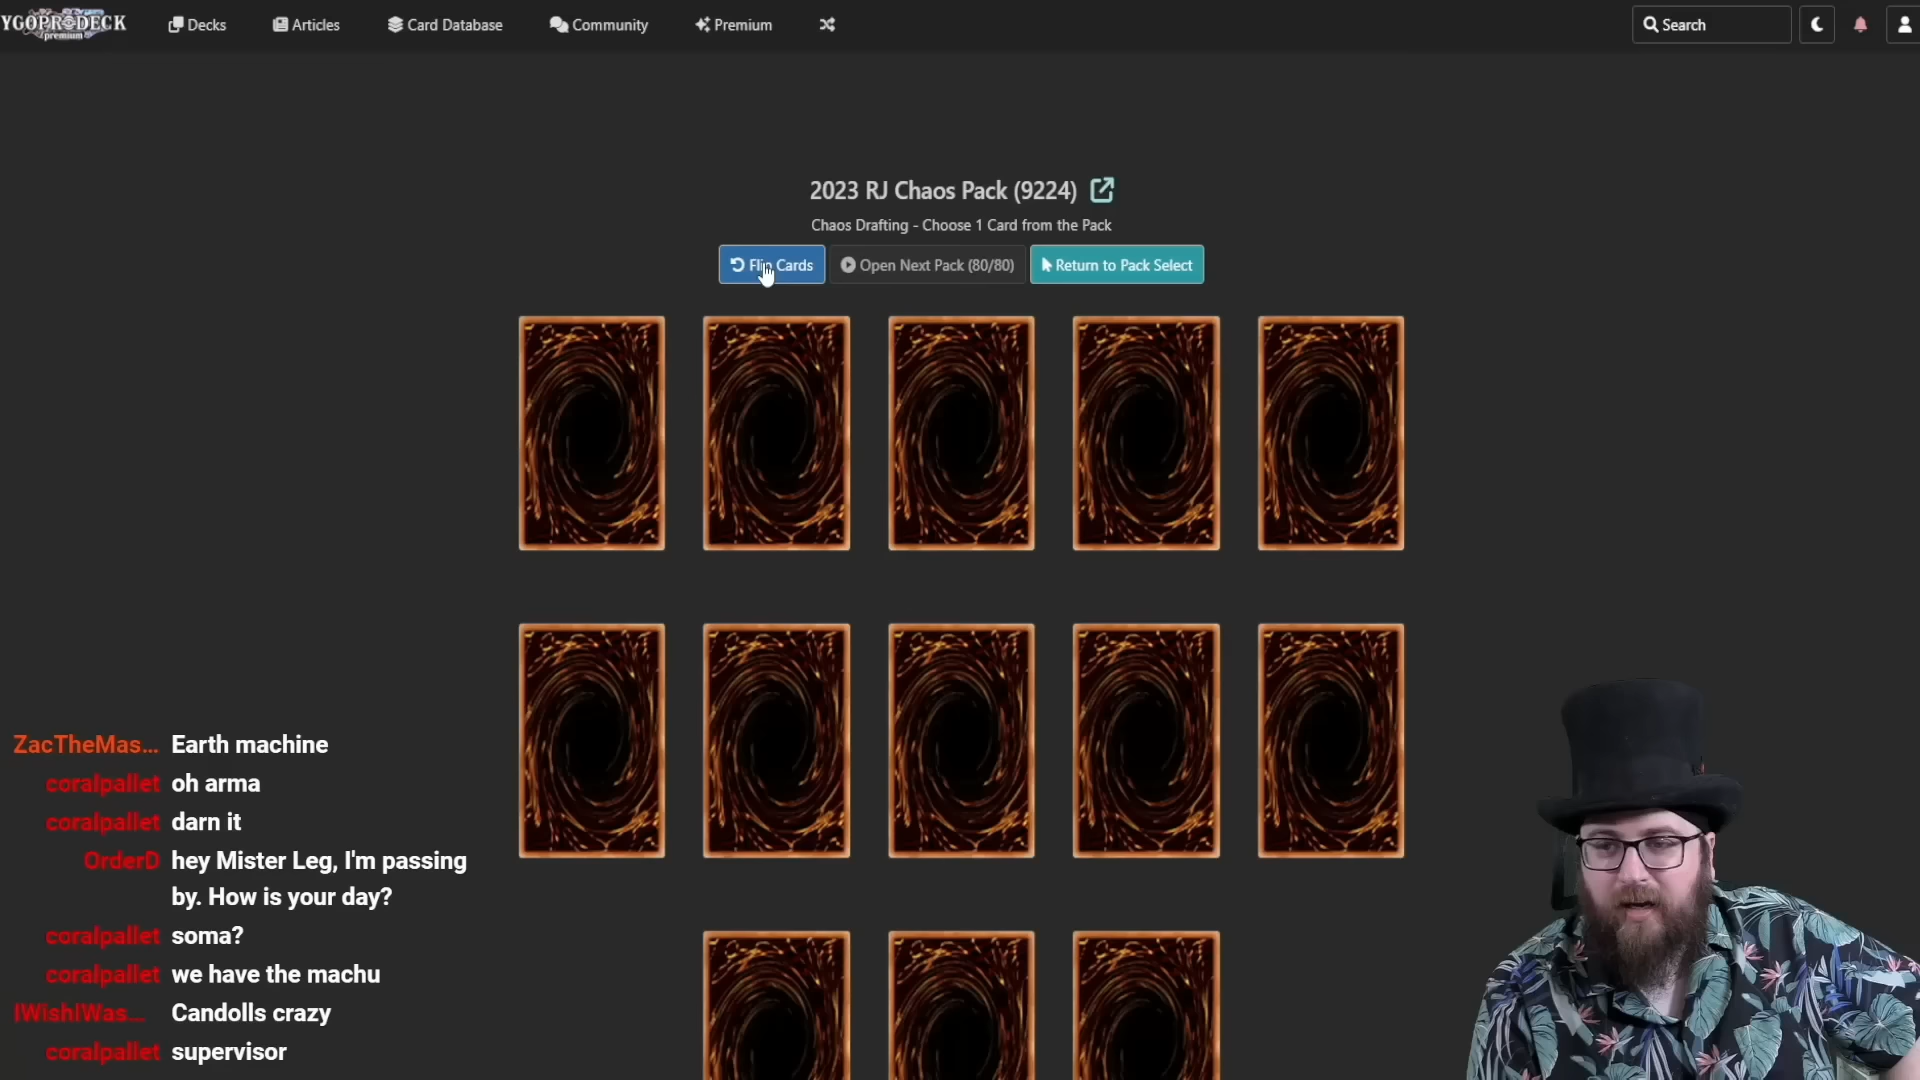 YGOPRODECK
premium
Decks
Articles
Card Database
Community
Premium
Search
2023 RJ Chaos Pack (9224)
Chaos Drafting - Choose 1 Card from the Pack
Flip Cards
Open Next Pack (80/80)
Return to Pack Select
ZacTheMas... Earth machine
coralpallet oh arma
coralpallet darn it
OrderD hey Mister Leg, I'm passing
by. How is your day?
coralpallet soma?
coralpallet we have the machu
IWishIWas... Candolls crazy
coralpallet supervisor